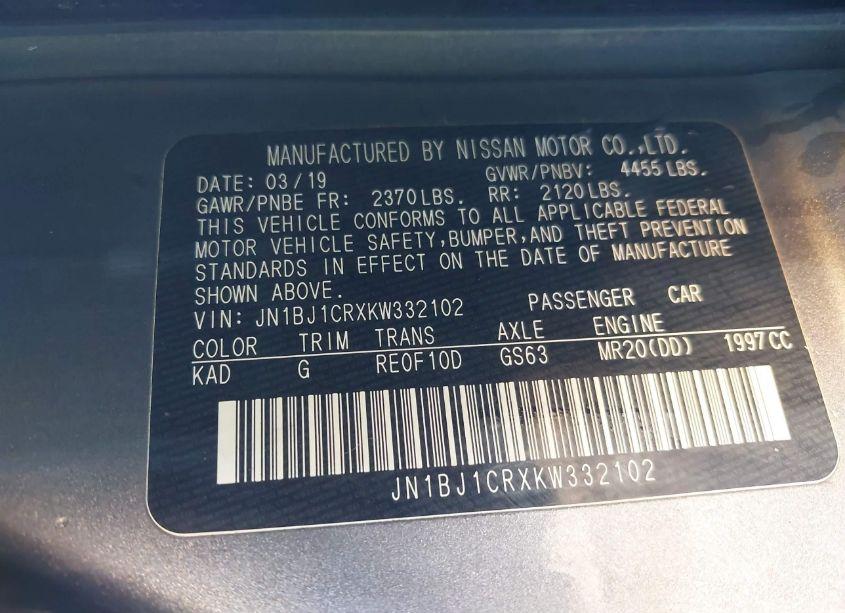 MANUFACTURED BY NISSAN MOTOR CO.,LTD.
DATE: 03/19 GVWR/PNBV: 4455 LBS.
GAWR/PNBE FR: 2370 LBS. RR: 2120 LBS.
THIS VEHICLE CONFORMS TO ALL APPLICABLE FEDERAL
MOTOR VEHICLE SAFETY,BUMPER,AND THEFT PREVENTION
STANDARDS IN EFFECT ON THE DATE OF MANUFACTURE
SHOWN ABOVE.
VIN: JN1BJ1CRXKW332102 PASSENGER CAR
COLOR TRIM TRANS AXLE ENGINE
KAD G RE0F10D GS63 MR20(DD) 1997CC
JN1BJ1CRXKW332102